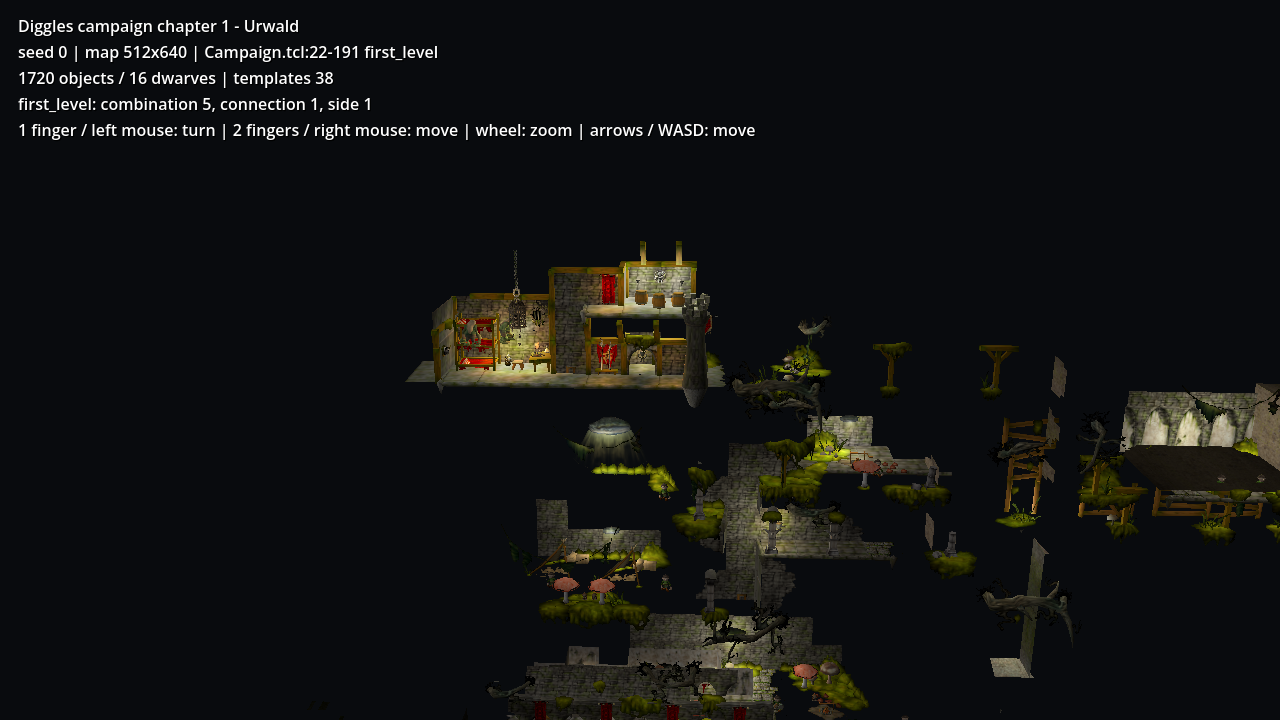 Diggles campaign chapter 1 - Urwald
seed 0 | map 512x640 | Campaign.tcl:22-191 first_level
1720 objects / 16 dwarves | templates 38
first_level: combination 5, connection 1, side 1
1 finger / left mouse: turn | 2 fingers / right mouse: move | wheel: zoom | arrows / WASD: move